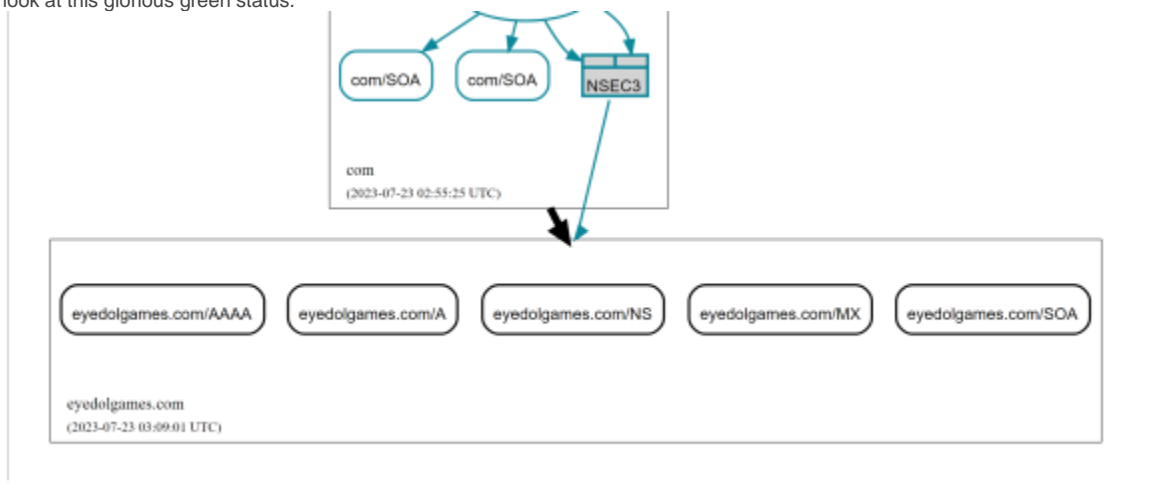 look at this glorious green status.
com/SOA
com/SOA
NSEC3
com
(2023-07-23 02:55:25 UTC)
eyedolgames.com/AAAA
eyedolgames.com/A
eyedolgames.com/NS
eyedolgames.com/MX
eyedolgames.com/SOA
eyedolgames.com
(2023-07-23 03:09:01 UTC)